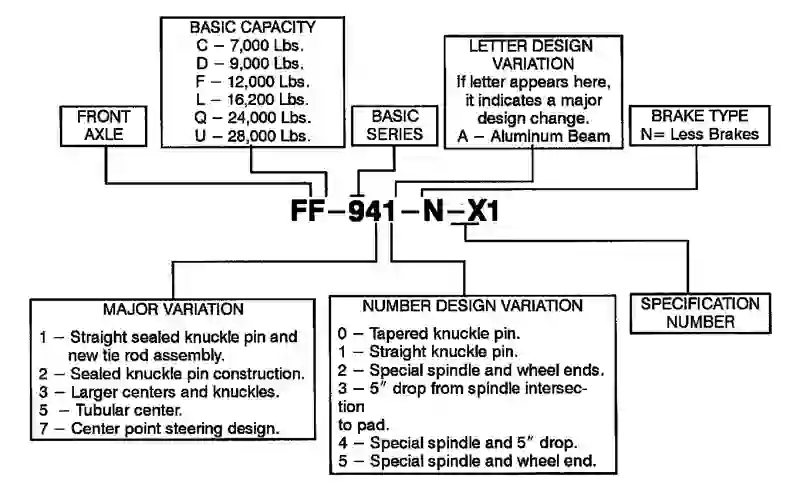 BASIC CAPACITY
C – 7,000 Lbs.
D – 9,000 Lbs.
F – 12,000 Lbs.
L – 16,200 Lbs.
Q – 24,000 Lbs.
U – 28,000 Lbs.
LETTER DESIGN
VARIATION
If letter appears here,
it indicates a major
design change.
A – Aluminum Beam
FRONT
AXLE
BASIC
SERIES
BRAKE TYPE
N= Less Brakes
FF–941–N–X1
MAJOR VARIATION
1 – Straight sealed knuckle pin and
new tie rod assembly.
2 – Sealed knuckle pin construction.
3 – Larger centers and knuckles.
5 – Tubular center.
7 – Center point steering design.
NUMBER DESIGN VARIATION
0 – Tapered knuckle pin.
1 – Straight knuckle pin.
2 – Special spindle and wheel ends.
3 – 5" drop from spindle intersec-
tion
to pad.
4 – Special spindle and 5" drop.
5 – Special spindle and wheel end.
SPECIFICATION
NUMBER